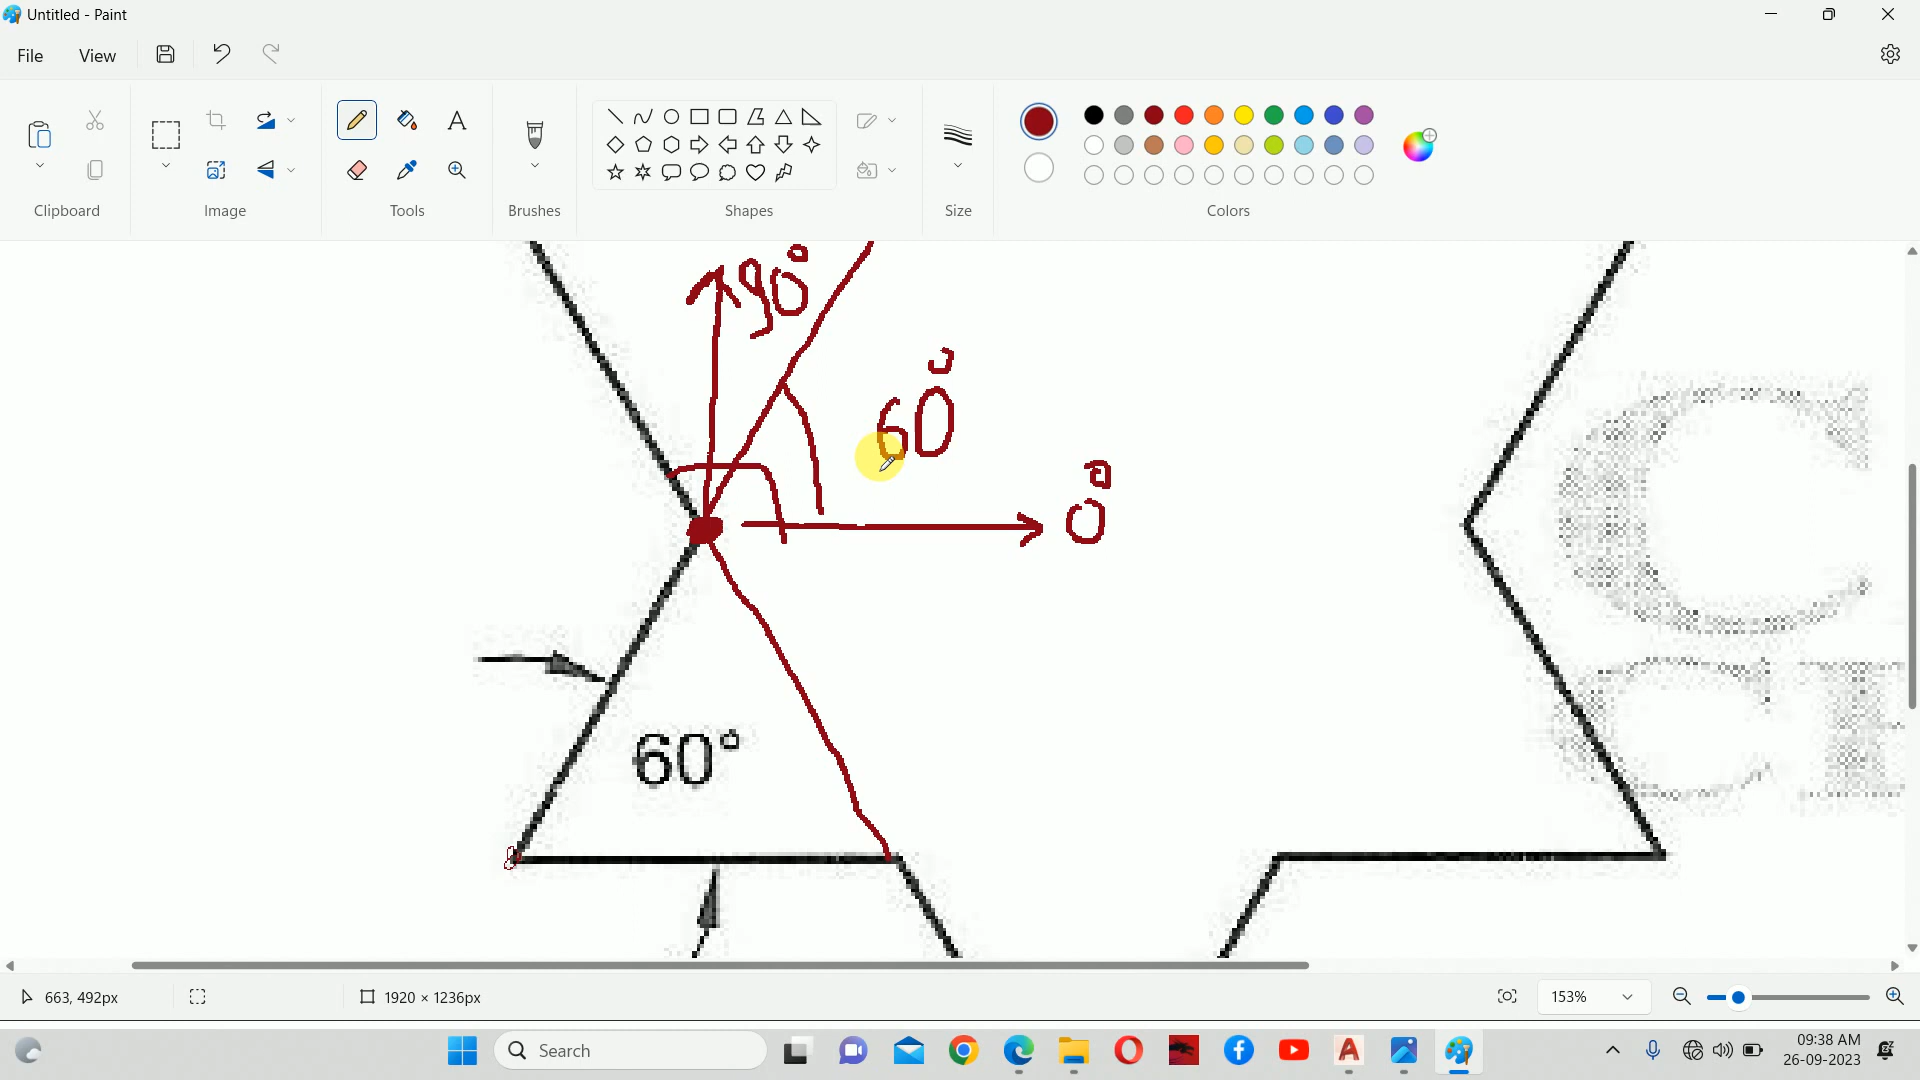 Untitled - Paint
File View
Clipboard Image Tools Brushes Shapes Size Colors
90°
60°
0°
60°
663, 492px
1920 × 1236px
153%
Search
09:38 AM
26-09-2023